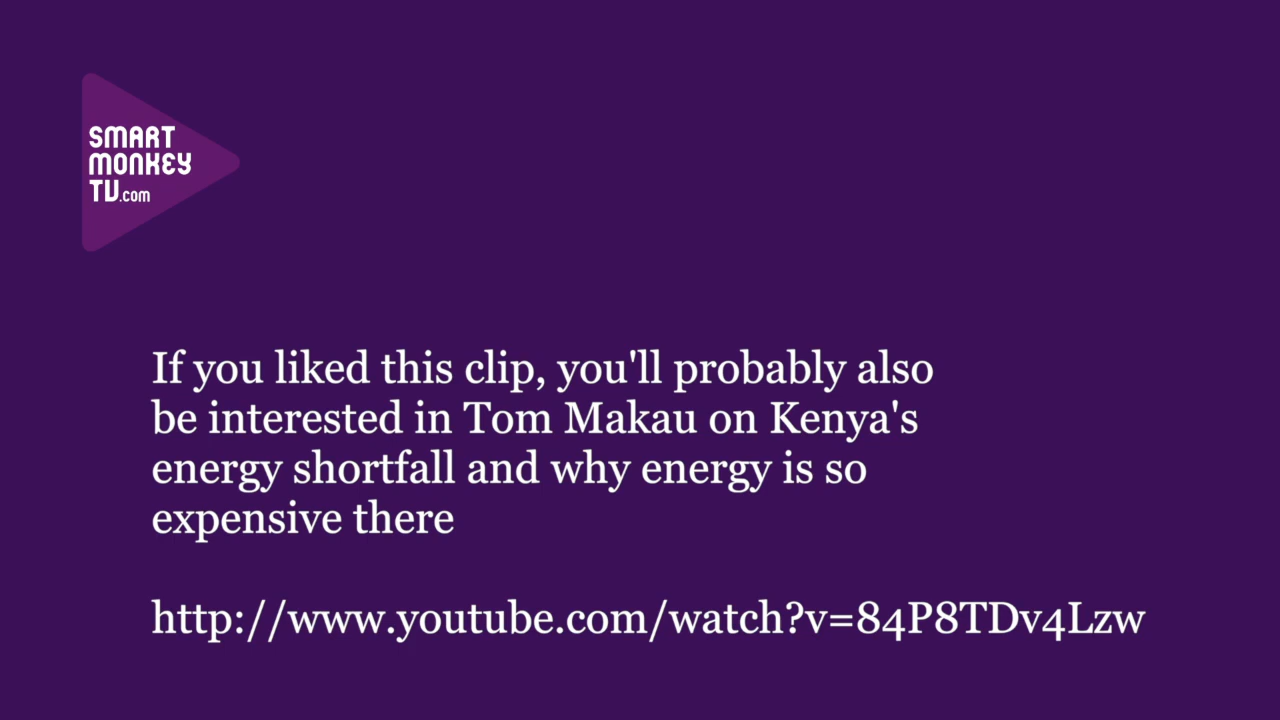 SMART
MONKEY
TV.com
If you liked this clip, you'll probably also
be interested in Tom Makau on Kenya's
energy shortfall and why energy is so
expensive there
http://www.youtube.com/watch?v=84P8TDv4Lzw